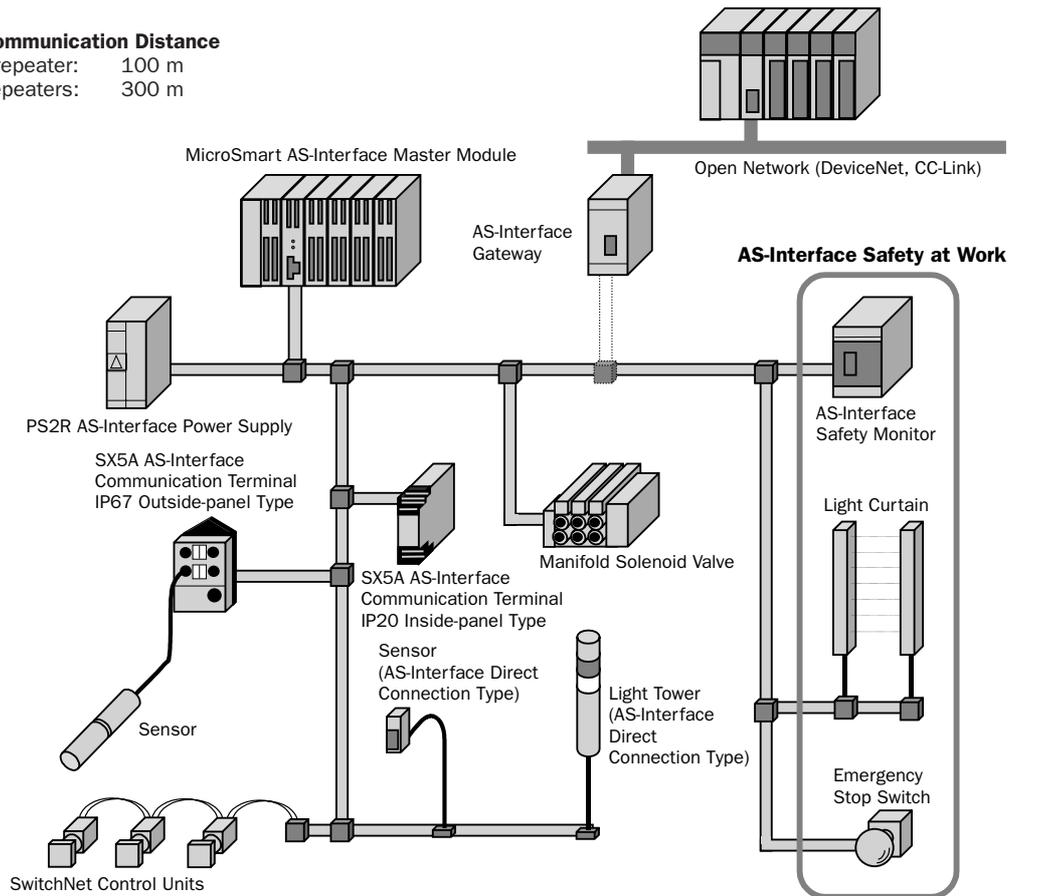 ommunication Distance
epeater: 100 m
epeaters: 300 m
MicroSmart AS-Interface Master Module
Open Network (DeviceNet, CC-Link)
AS-Interface
Gateway
AS-Interface Safety at Work
PS2R AS-Interface Power Supply
AS-Interface
Safety Monitor
SX5A AS-Interface
Communication Terminal
IP67 Outside-panel Type
Light Curtain
Manifold Solenoid Valve
SX5A AS-Interface
Communication Terminal
IP20 Inside-panel Type
Sensor
(AS-Interface Direct
Connection Type)
Light Tower
(AS-Interface
Direct
Connection Type)
Sensor
Emergency
Stop Switch
SwitchNet Control Units